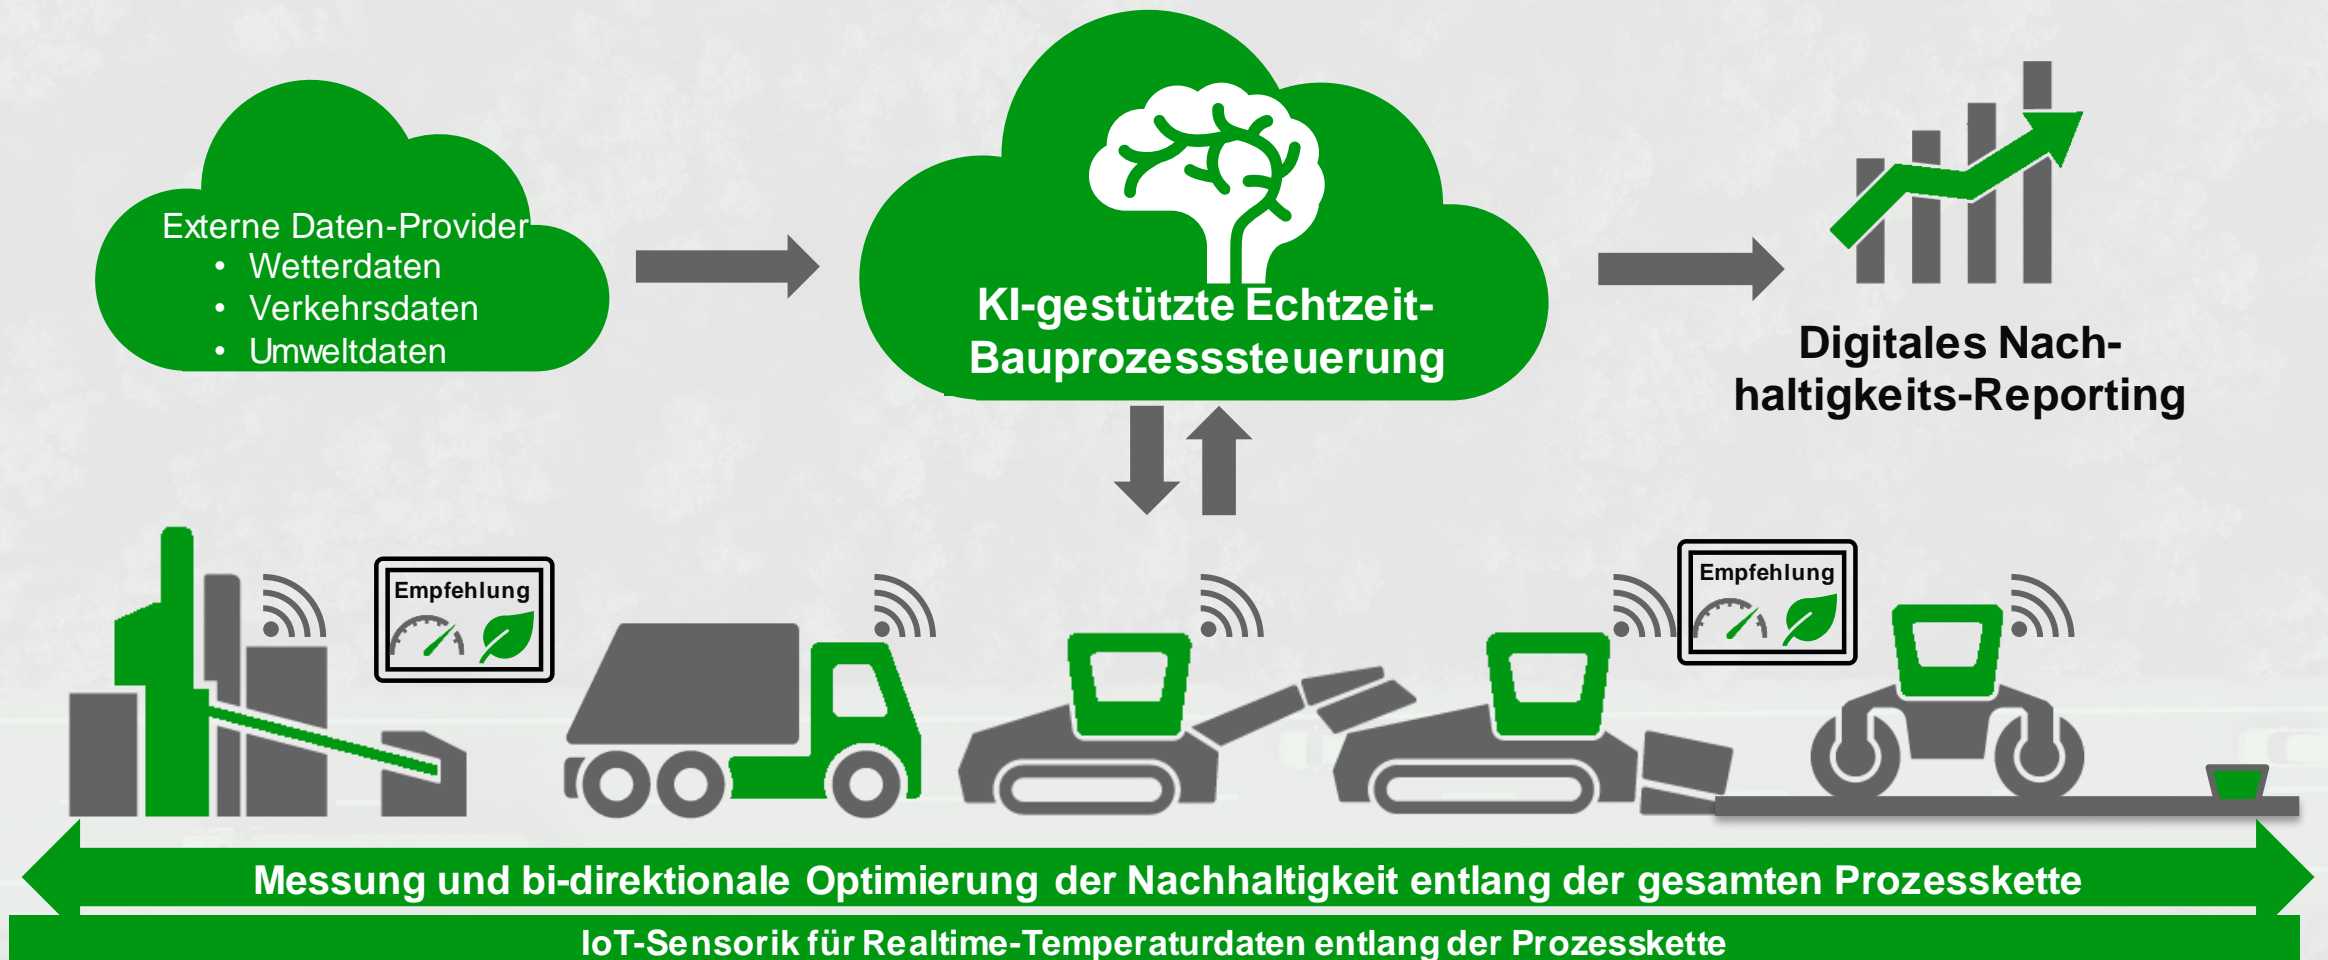 Externe Daten-Provider
• Wetterdaten
• Verkehrsdaten
• Umweltdaten
KI-gestützte Echtzeit-
Bauprozesssteuerung
Digitales Nach-
haltigkeits-Reporting
Empfehlung
Empfehlung
Messung und bi-direktionale Optimierung der Nachhaltigkeit entlang der gesamten Prozesskette
IoT-Sensorik für Realtime-Temperaturdaten entlang der Prozesskette